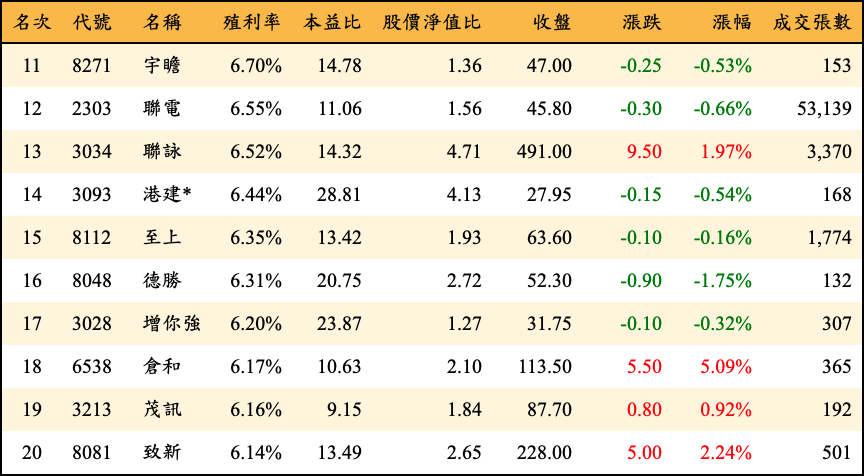 名次 代號 名稱 殖利率 本益比 股價淨值比 收盤 漲跌 漲幅 成交張數
11 8271 宇瞻 6.70% 14.78 1.36 47.00 -0.25 -0.53% 153
12 2303 聯電 6.55% 11.06 1.56 45.80 -0.30 -0.66% 53,139
13 3034 聯詠 6.52% 14.32 4.71 491.00 9.50 1.97% 3,370
14 3093 港建* 6.44% 28.81 4.13 27.95 -0.15 -0.54% 168
15 8112 至上 6.35% 13.42 1.93 63.60 -0.10 -0.16% 1,774
16 8048 德勝 6.31% 20.75 2.72 52.30 -0.90 -1.75% 132
17 3028 增你強 6.20% 23.87 1.27 31.75 -0.10 -0.32% 307
18 6538 倉和 6.17% 10.63 2.10 113.50 5.50 5.09% 365
19 3213 茂訊 6.16% 9.15 1.84 87.70 0.80 0.92% 192
20 8081 致新 6.14% 13.49 2.65 228.00 5.00 2.24% 501